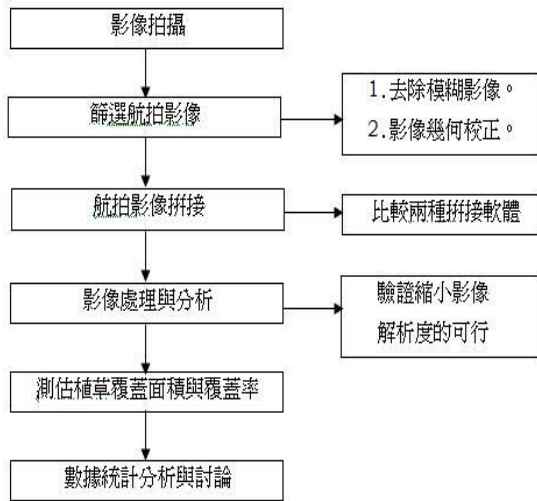 影像拍攝
篩選航拍影像
1.去除模糊影像。
2.影像幾何校正。
航拍影像拼接
比較兩種拼接軟體
影像處理與分析
驗證縮小影像
解析度的可行
測估植草覆蓋面積與覆蓋率
數據統計分析與討論